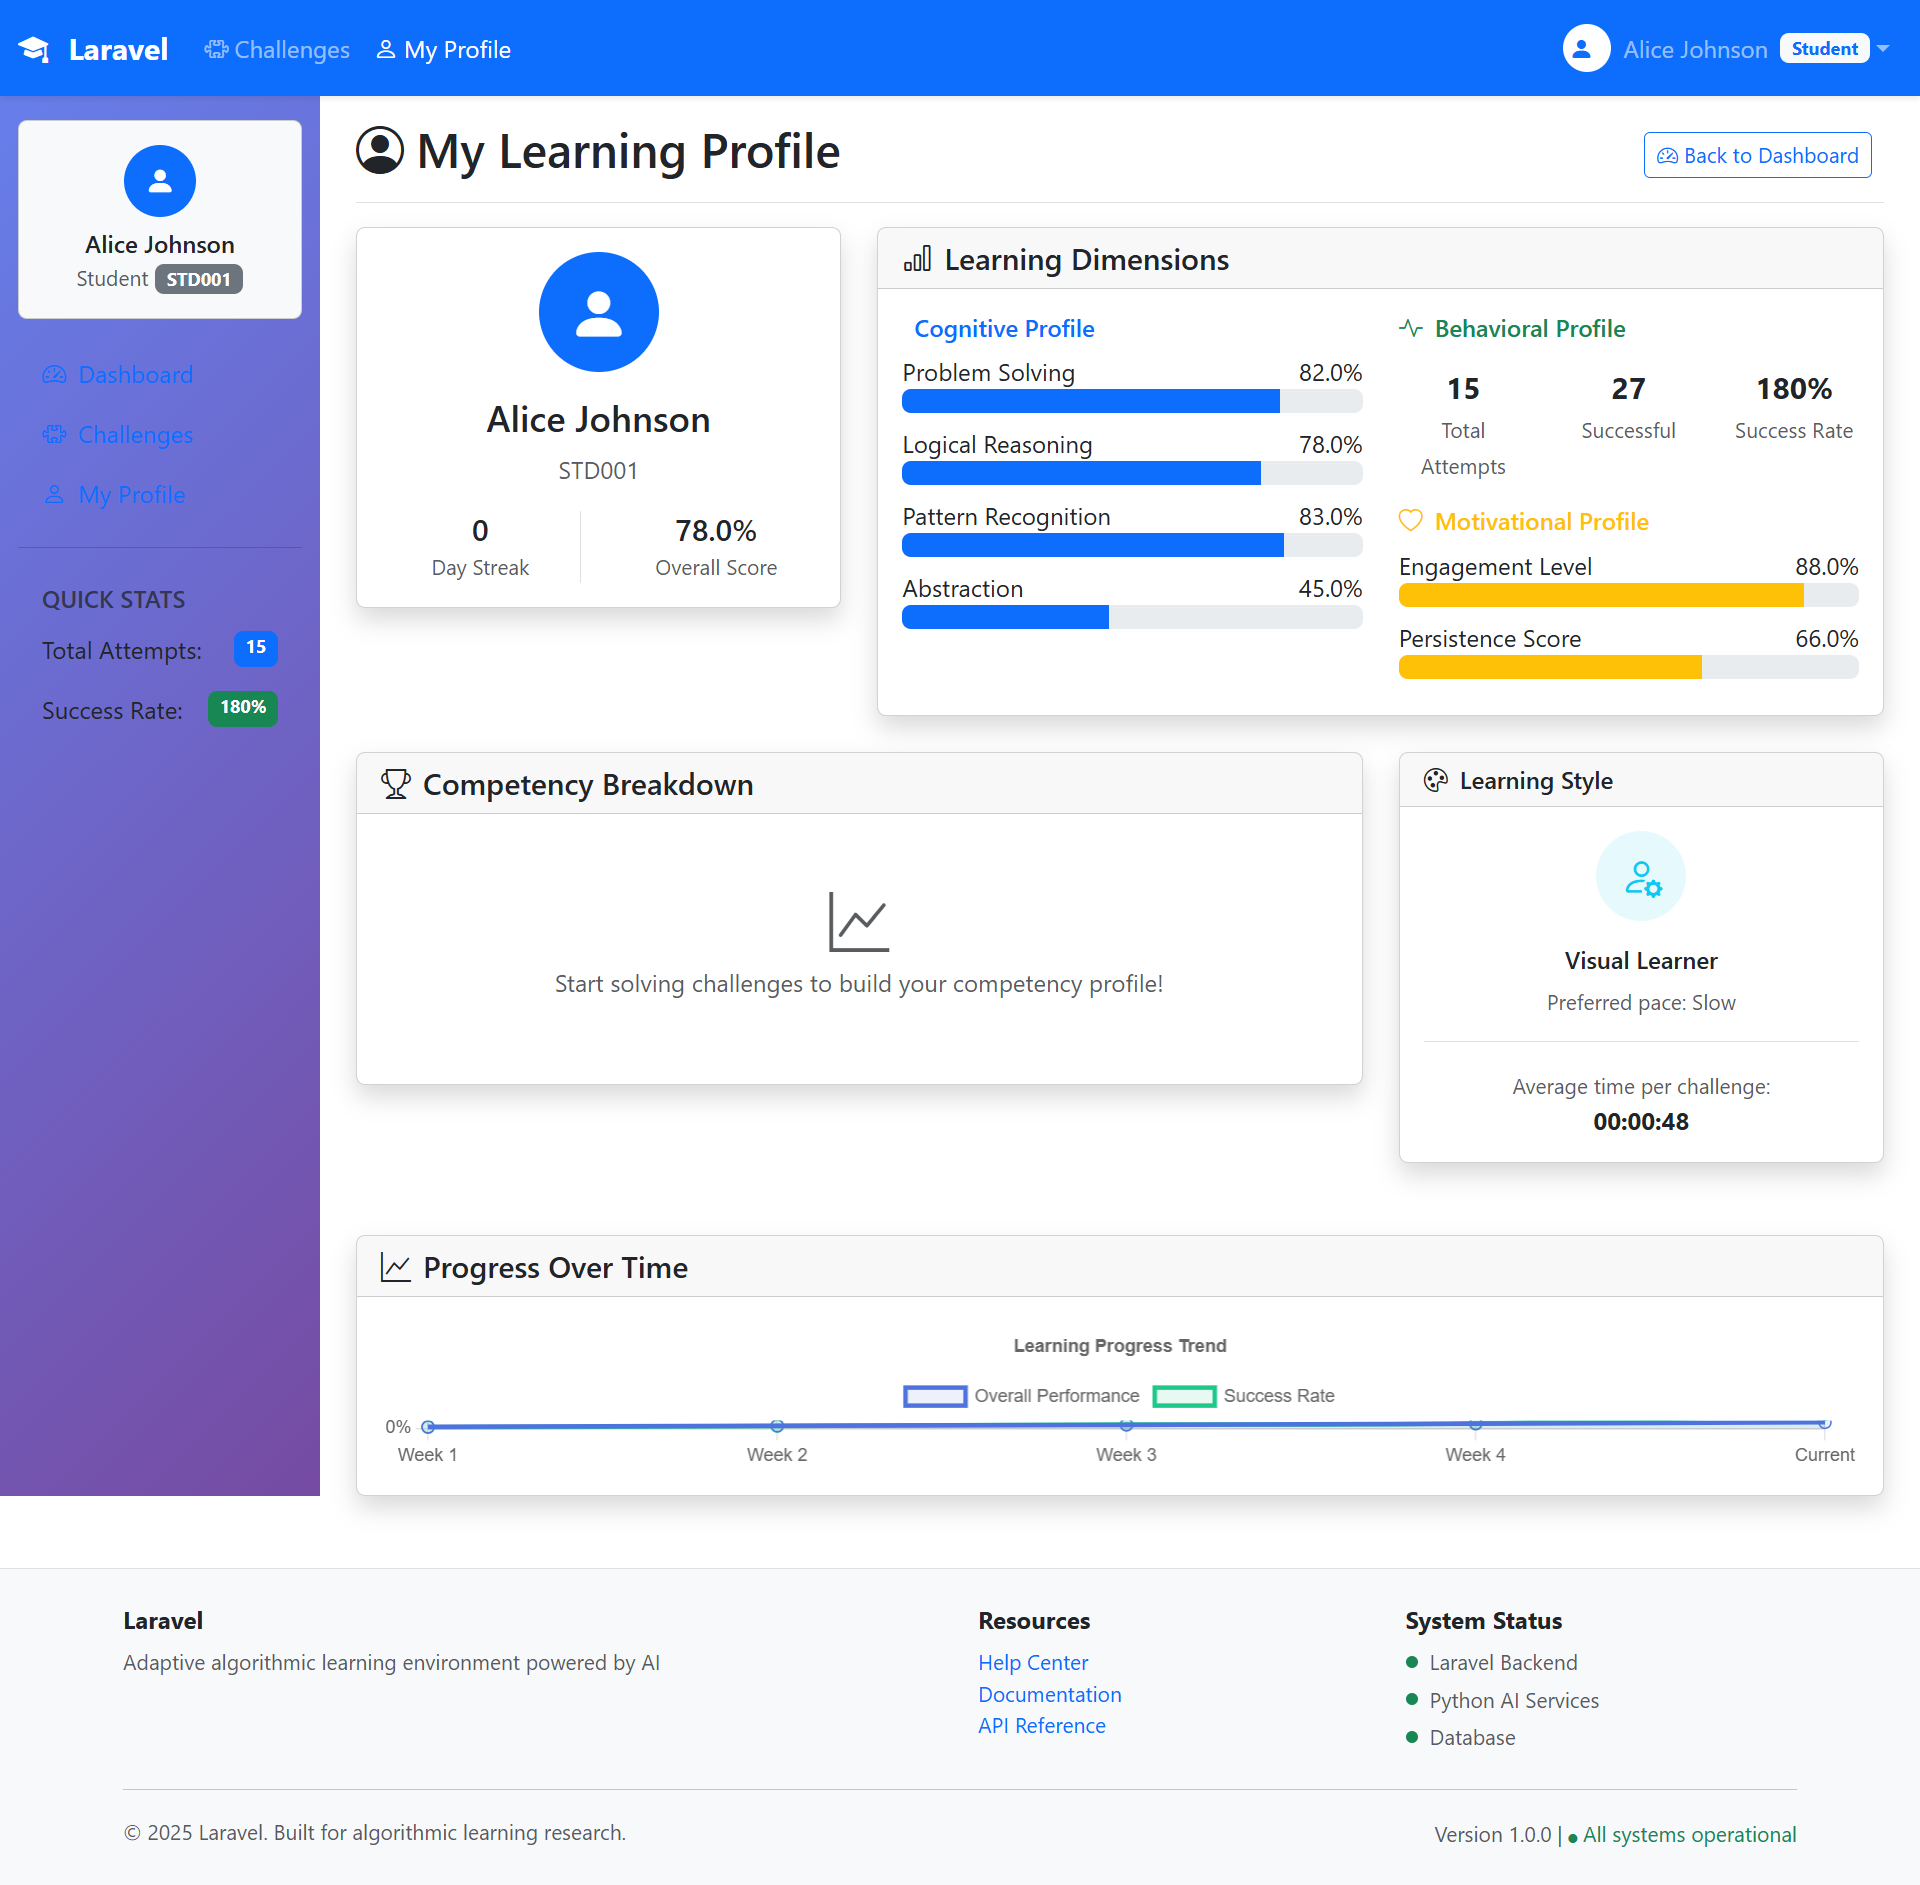 Laravel
Challenges
My Profile
Alice Johnson
Student
Alice Johnson
Student STD001
Dashboard
Challenges
My Profile
QUICK STATS
Total Attempts: 15
Success Rate: 180%
My Learning Profile
Back to Dashboard
Alice Johnson
STD001
0
Day Streak
78.0%
Overall Score
Learning Dimensions
Cognitive Profile
Problem Solving 82.0%
Logical Reasoning 78.0%
Pattern Recognition 83.0%
Abstraction 45.0%
Behavioral Profile
15
Total
Attempts
27
Successful
180%
Success Rate
Motivational Profile
Engagement Level 88.0%
Persistence Score 66.0%
Competency Breakdown
Start solving challenges to build your competency profile!
Learning Style
Visual Learner
Preferred pace: Slow
Average time per challenge:
00:00:48
Progress Over Time
Learning Progress Trend
Overall Performance Success Rate
0%
Week 1 Week 2 Week 3 Week 4 Current
Laravel
Adaptive algorithmic learning environment powered by AI
Resources
Help Center
Documentation
API Reference
System Status
Laravel Backend
Python AI Services
Database
© 2025 Laravel. Built for algorithmic learning research.
Version 1.0.0 | ● All systems operational